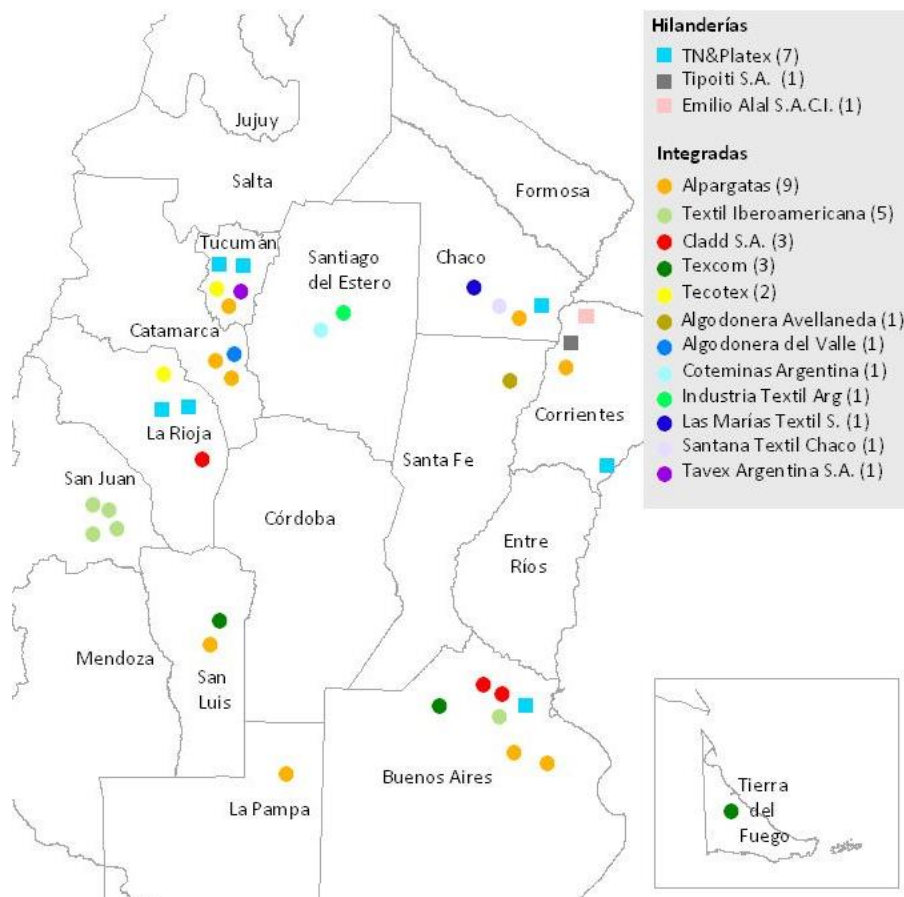 Hilanderías
TN&Platex (7)
Tipoiti S.A. (1)
Emilio Alal S.A.C.I. (1)
Integradas
Alpargatas (9)
Textil Iberoamericana (5)
Cladd S.A. (3)
Texcom (3)
Tecotex (2)
Algodonera Avellaneda (1)
Algodonera del Valle (1)
Coteminas Argentina (1)
Industria Textil Arg (1)
Las Marías Textil S. (1)
Santana Textil Chaco (1)
Tavex Argentina S.A. (1)
Jujuy
Salta
Formosa
Tucumán
Santiago
del Estero
Chaco
Catamarca
La Rioja
Corrientes
Santa Fe
San Juan
Córdoba
Entre
Ríos
Mendoza
San
Luis
Buenos Aires
La Pampa
Tierra
del
Fuego